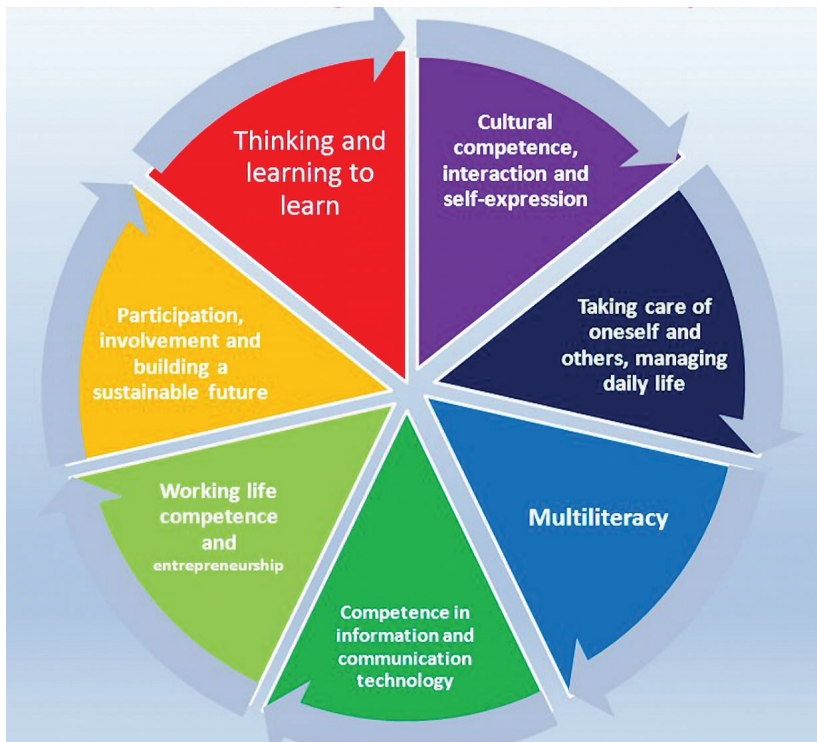 Thinking and
learning to
learn
Cultural
competence,
interaction and
self-expression
Taking care of
oneself and
others, managing
daily life
Multiliteracy
Competence in
information and
communication
technology
Working life
competence
and
entrepreneurship
Participation,
involvement and
building a
sustainable future